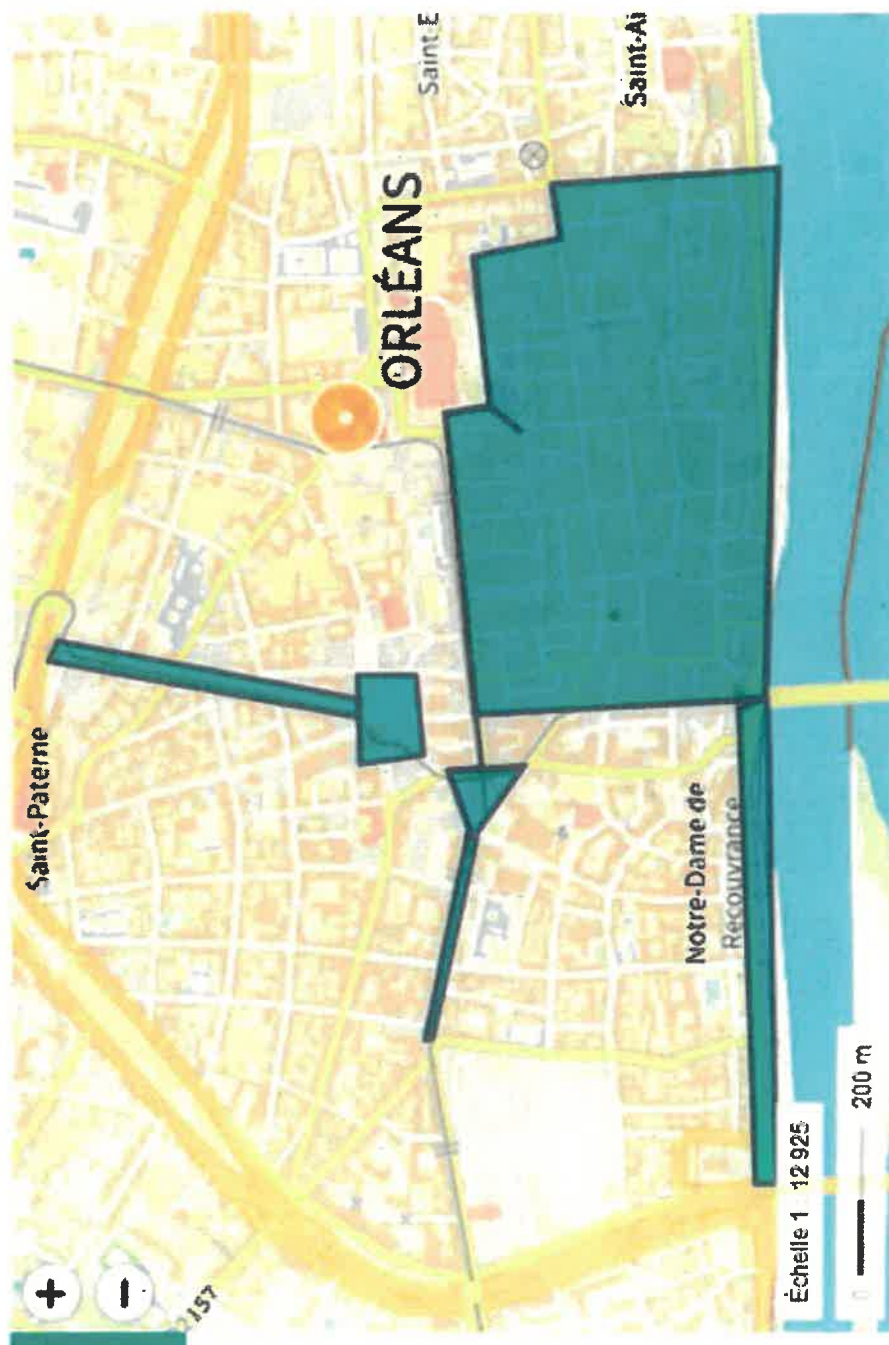 Saint-E
Saint-Ai
ORLÉANS
Saint-Paterne
Notre-Dame de
Recouvrance
157
+
−
Échelle 1 : 12 925
0 200 m